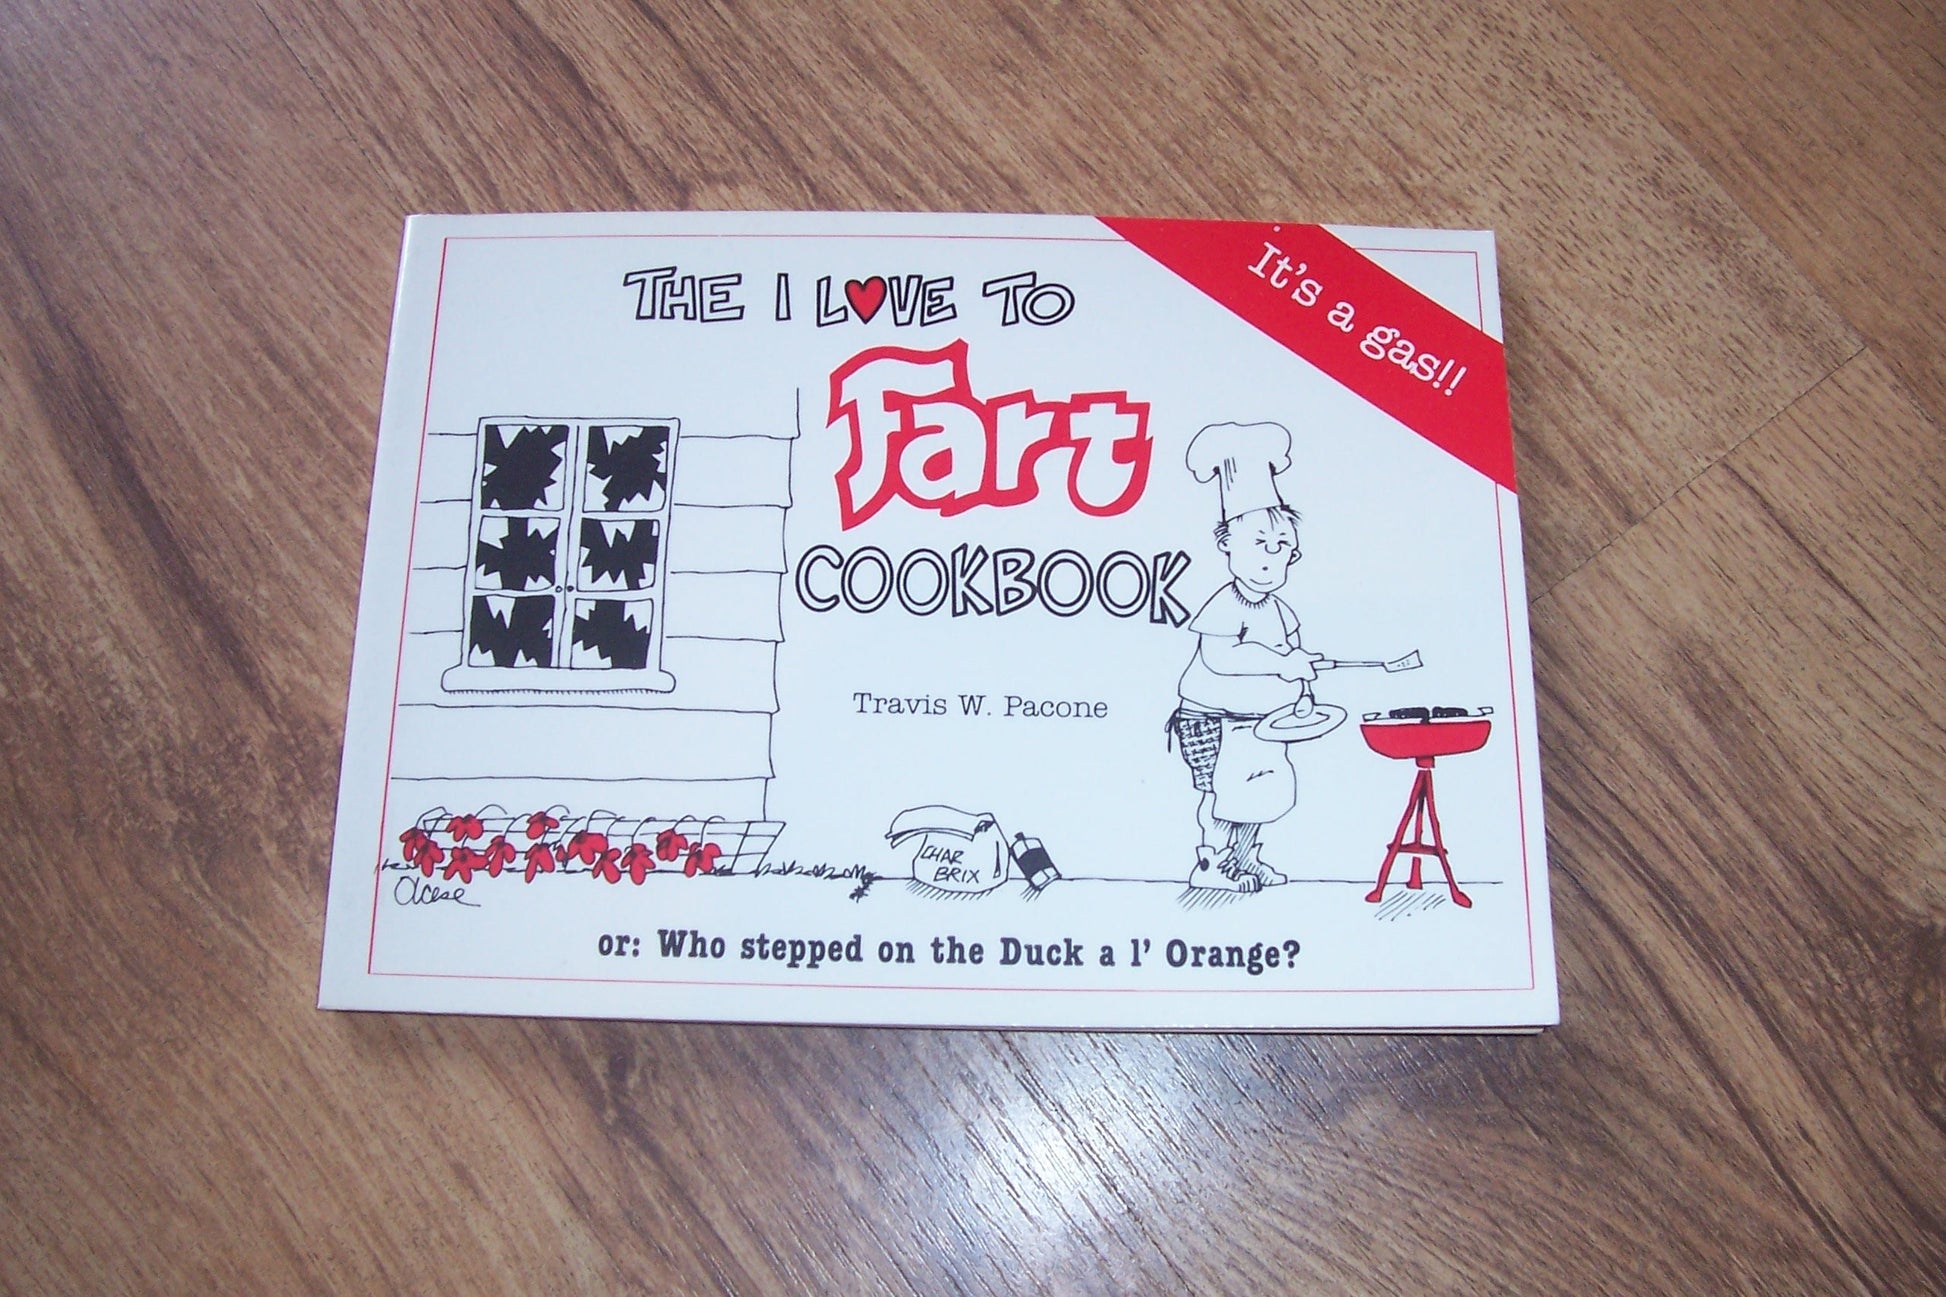 It's a gas!!
THE I LOVE TO
Fart
COOKBOOK
Travis W. Pacone
CHAR
BRIX
or: Who stepped on the Duck a l' Orange?